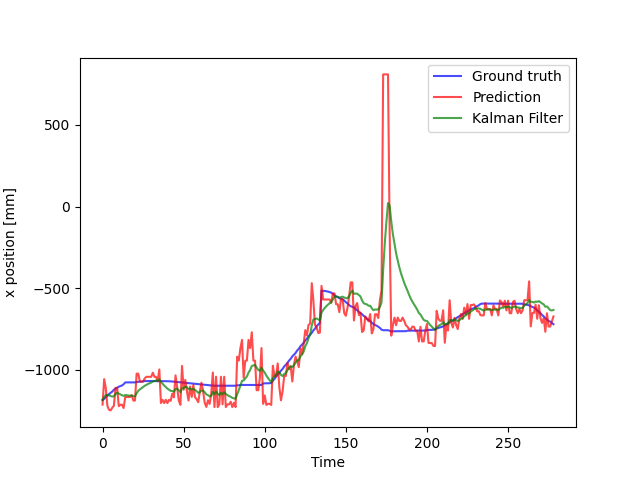 Ground truth
Prediction
Kalman Filter
500
0
−500
−1000
x position [mm]
0 50 100 150 200 250
Time